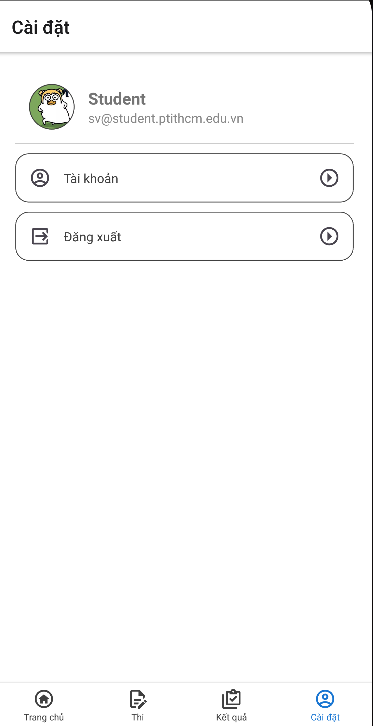 Cài đặt
Student
sv@student.ptithcm.edu.vn
Tài khoản
Đăng xuất
Trang chủ
Thi
Kết quả
Cài đặt